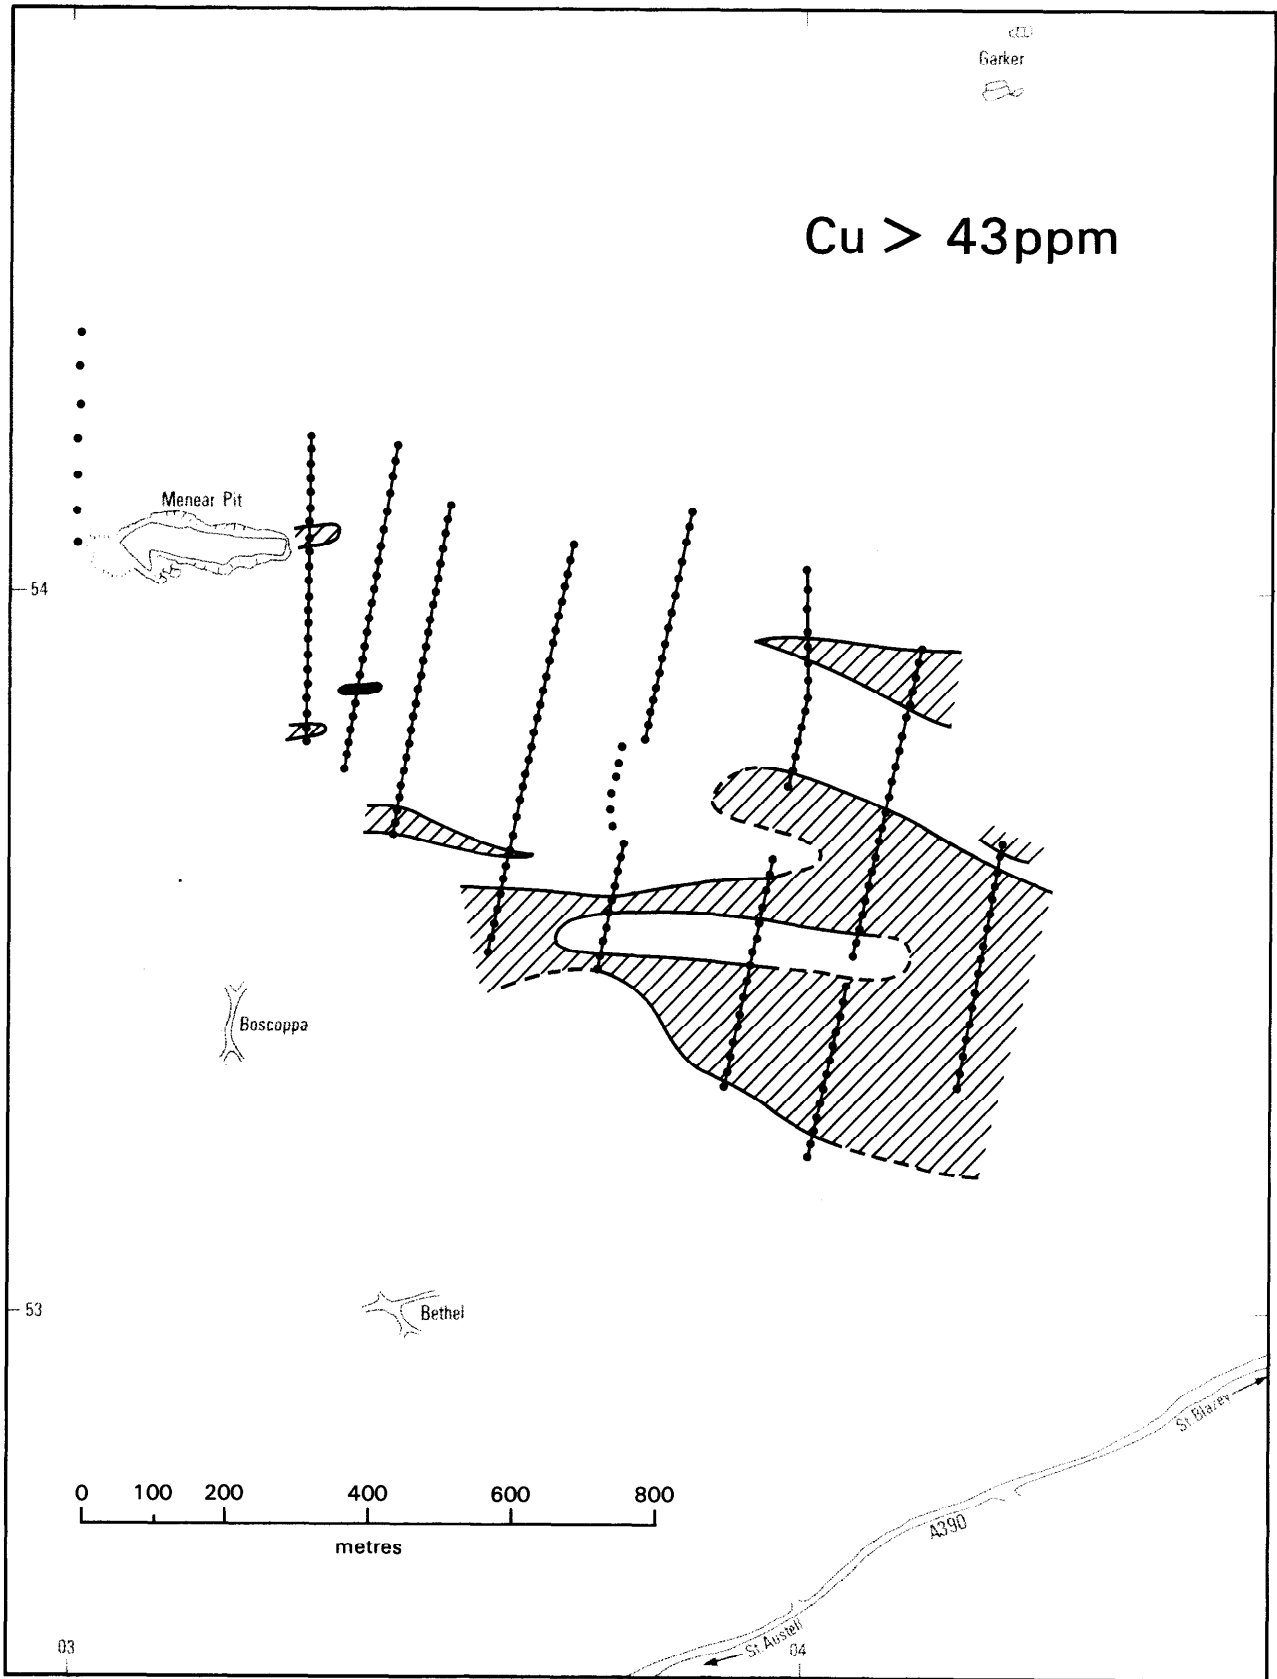 Garker
Cu > 43ppm
Menear Pit
54
Boscoppa
53
Bethel
St Blazey
0 100 200 400 600 800
metres
A390
St Austell
03
04